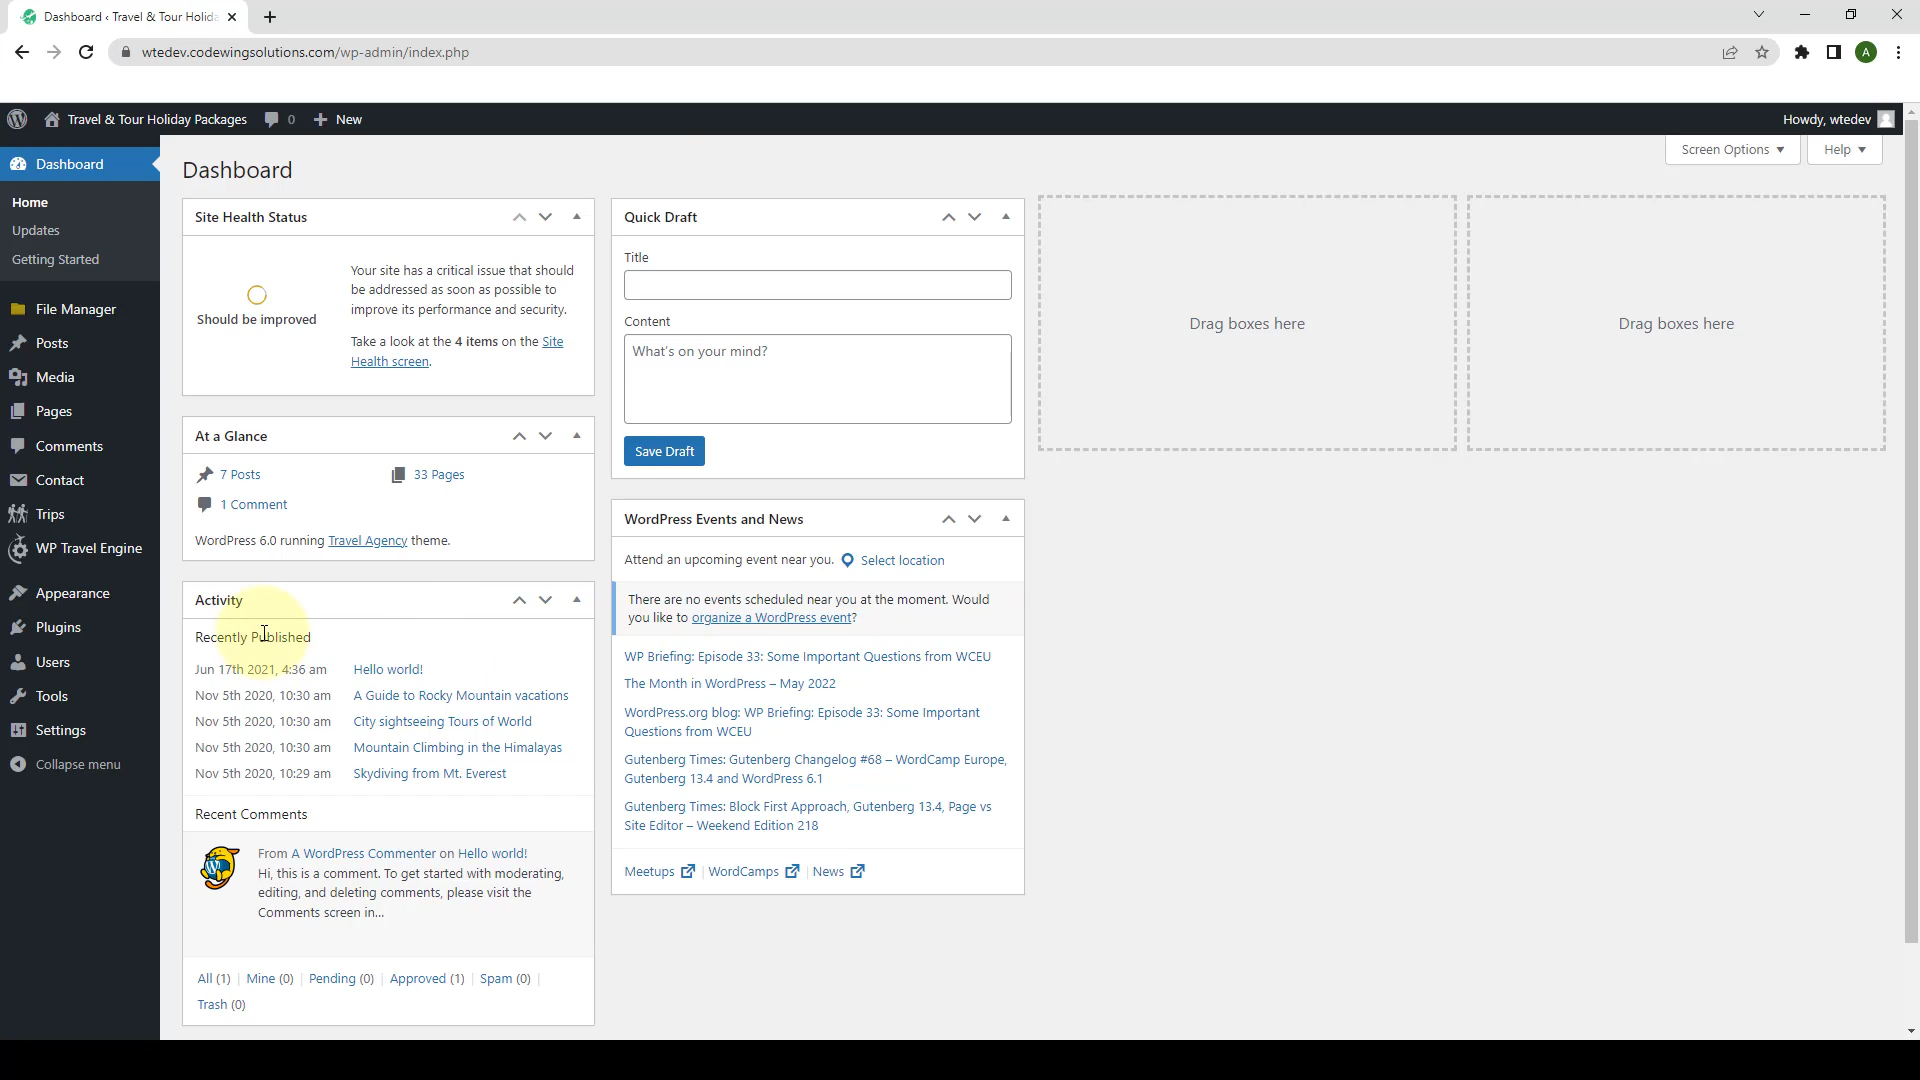 Dashboard ‹ Travel & Tour Holida
wtedev.codewingsolutions.com/wp-admin/index.php
A
Travel & Tour Holiday Packages
0
New
Howdy, wtedev
Dashboard
Home
Updates
Getting Started
File Manager
Posts
Media
Pages
Comments
Contact
Trips
WP Travel Engine
Appearance
Plugins
Users
Tools
Settings
Collapse menu
Screen Options
Help
Dashboard
Site Health Status
Should be improved
Your site has a critical issue that should
be addressed as soon as possible to
improve its performance and security.
Take a look at the 4 items on the Site
Health screen.
At a Glance
7 Posts
33 Pages
1 Comment
WordPress 6.0 running Travel Agency theme.
Activity
Recently Published
Jun 17th 2021, 4:36 am Hello world!
Nov 5th 2020, 10:30 am A Guide to Rocky Mountain vacations
Nov 5th 2020, 10:30 am City sightseeing Tours of World
Nov 5th 2020, 10:30 am Mountain Climbing in the Himalayas
Nov 5th 2020, 10:29 am Skydiving from Mt. Everest
Recent Comments
From A WordPress Commenter on Hello world!
Hi, this is a comment. To get started with moderating,
editing, and deleting comments, please visit the
Comments screen in…
All (1) | Mine (0) | Pending (0) | Approved (1) | Spam (0) |
Trash (0)
Quick Draft
Title
Content
What's on your mind?
Save Draft
WordPress Events and News
Attend an upcoming event near you. Select location
There are no events scheduled near you at the moment. Would
you like to organize a WordPress event?
WP Briefing: Episode 33: Some Important Questions from WCEU
The Month in WordPress – May 2022
WordPress.org blog: WP Briefing: Episode 33: Some Important
Questions from WCEU
Gutenberg Times: Gutenberg Changelog #68 – WordCamp Europe,
Gutenberg 13.4 and WordPress 6.1
Gutenberg Times: Block First Approach, Gutenberg 13.4, Page vs
Site Editor – Weekend Edition 218
Meetups | WordCamps | News
Drag boxes here
Drag boxes here